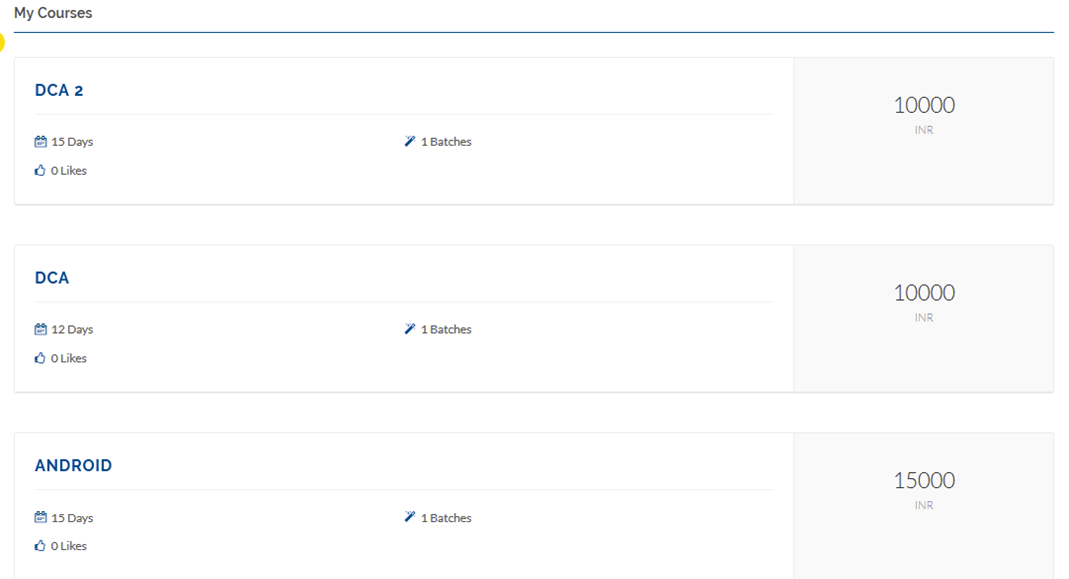 My Courses
DCA 2
15 Days
1 Batches
0 Likes
10000
INR
DCA
12 Days
1 Batches
0 Likes
10000
INR
ANDROID
15 Days
1 Batches
0 Likes
15000
INR